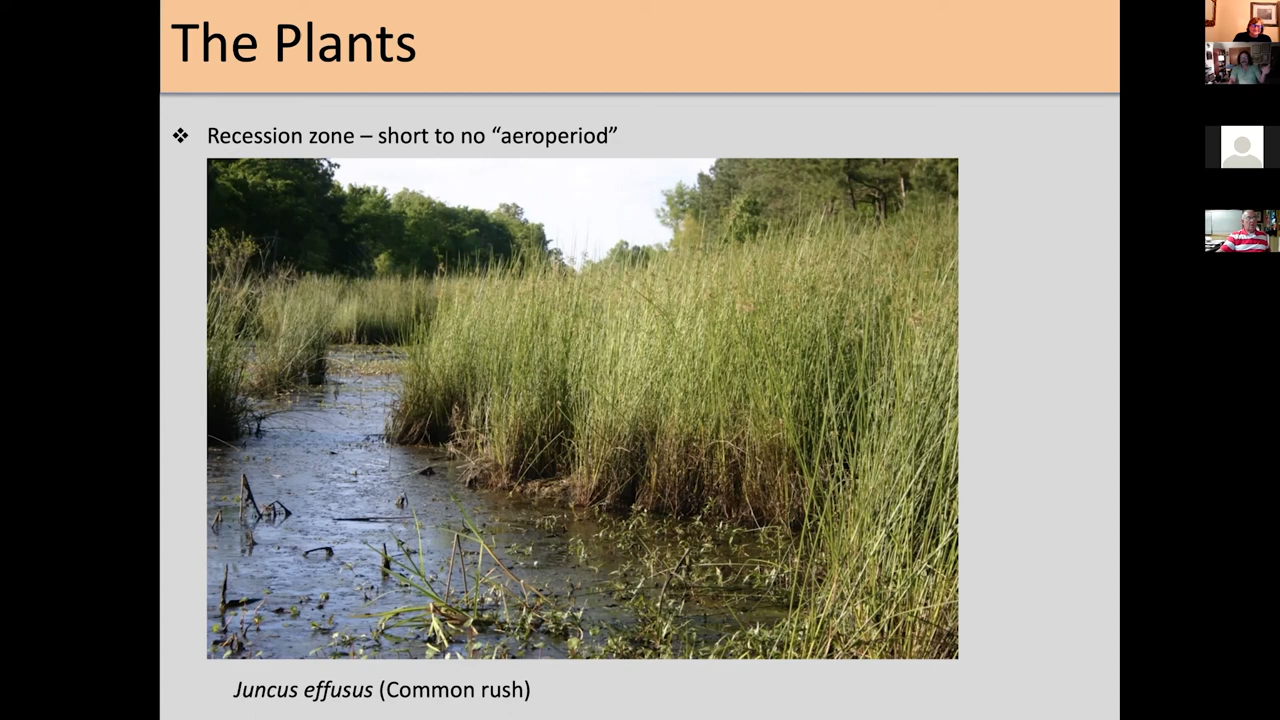 The Plants
❖ Recession zone – short to no “aeroperiod”
Juncus effusus (Common rush)